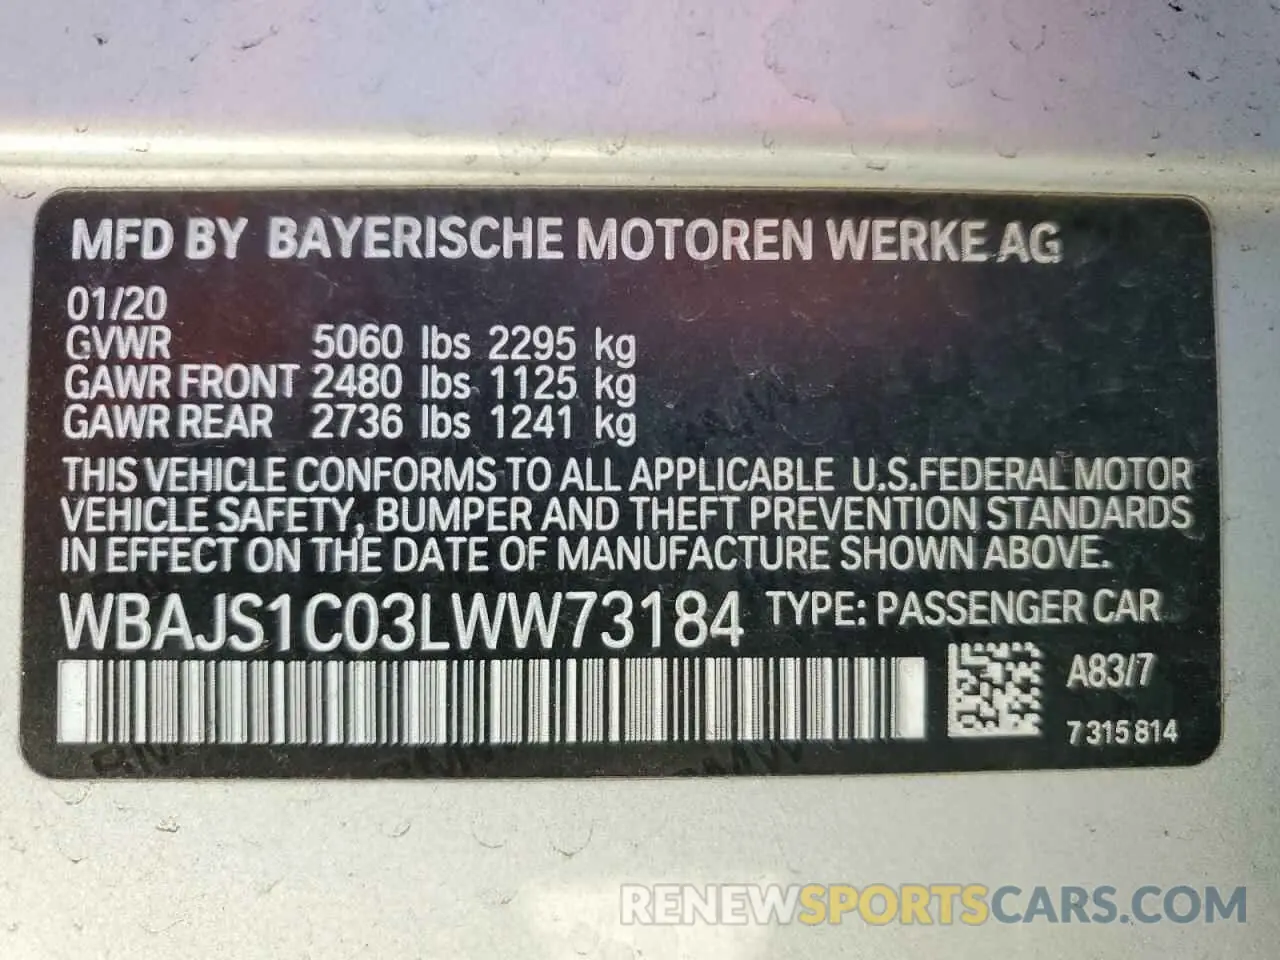 MFD BY BAYERISCHE MOTOREN WERKE AG
01/20
GVWR 5060 lbs 2295 kg
GAWR FRONT 2480 lbs 1125 kg
GAWR REAR 2736 lbs 1241 kg
THIS VEHICLE CONFORMS TO ALL APPLICABLE U.S.FEDERAL MOTOR
VEHICLE SAFETY, BUMPER AND THEFT PREVENTION STANDARDS
IN EFFECT ON THE DATE OF MANUFACTURE SHOWN ABOVE.
WBAJS1C03LWW73184 TYPE: PASSENGER CAR
A83/7
7315814
RENEWSPORTSCARS.COM